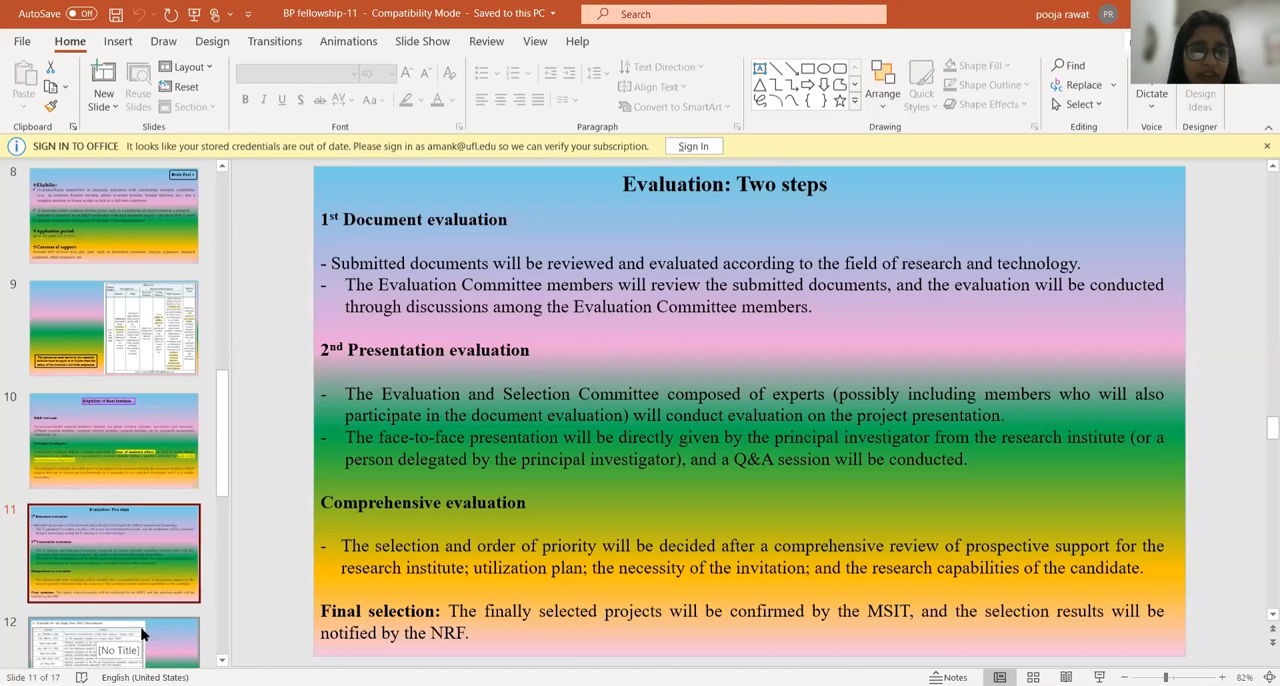 AutoSave Off BP fellowship-11 - Compatibility Mode - Saved to this PC Search pooja rawat PR
File Home Insert Draw Design Transitions Animations Slide Show Review View Help
Paste
Clipboard
New Slide
Reuse Slides
Layout
Reset
Section
Slides
40
Font
Paragraph
Text Direction
Align Text
Convert to SmartArt
Arrange
Quick Styles
Shape Fill
Shape Outline
Shape Effects
Drawing
Find
Replace
Select
Editing
Dictate
Voice
Design Ideas
Designer
SIGN IN TO OFFICE It looks like your stored credentials are out of date. Please sign in as amank@ufl.edu so we can verify your subscription. Sign In
8
9
10
11
12
[No Title]
Evaluation: Two steps
1st Document evaluation
- Submitted documents will be reviewed and evaluated according to the field of research and technology.
- The Evaluation Committee members will review the submitted documents, and the evaluation will be conducted
through discussions among the Evaluation Committee members.
2nd Presentation evaluation
- The Evaluation and Selection Committee composed of experts (possibly including members who will also
participate in the document evaluation) will conduct evaluation on the project presentation.
- The face-to-face presentation will be directly given by the principal investigator from the research institute (or a
person delegated by the principal investigator), and a Q&A session will be conducted.
Comprehensive evaluation
- The selection and order of priority will be decided after a comprehensive review of prospective support for the
research institute; utilization plan; the necessity of the invitation; and the research capabilities of the candidate.
Final selection: The finally selected projects will be confirmed by the MSIT, and the selection results will be
notified by the NRF.
Slide 11 of 17 English (United States) Notes 82%